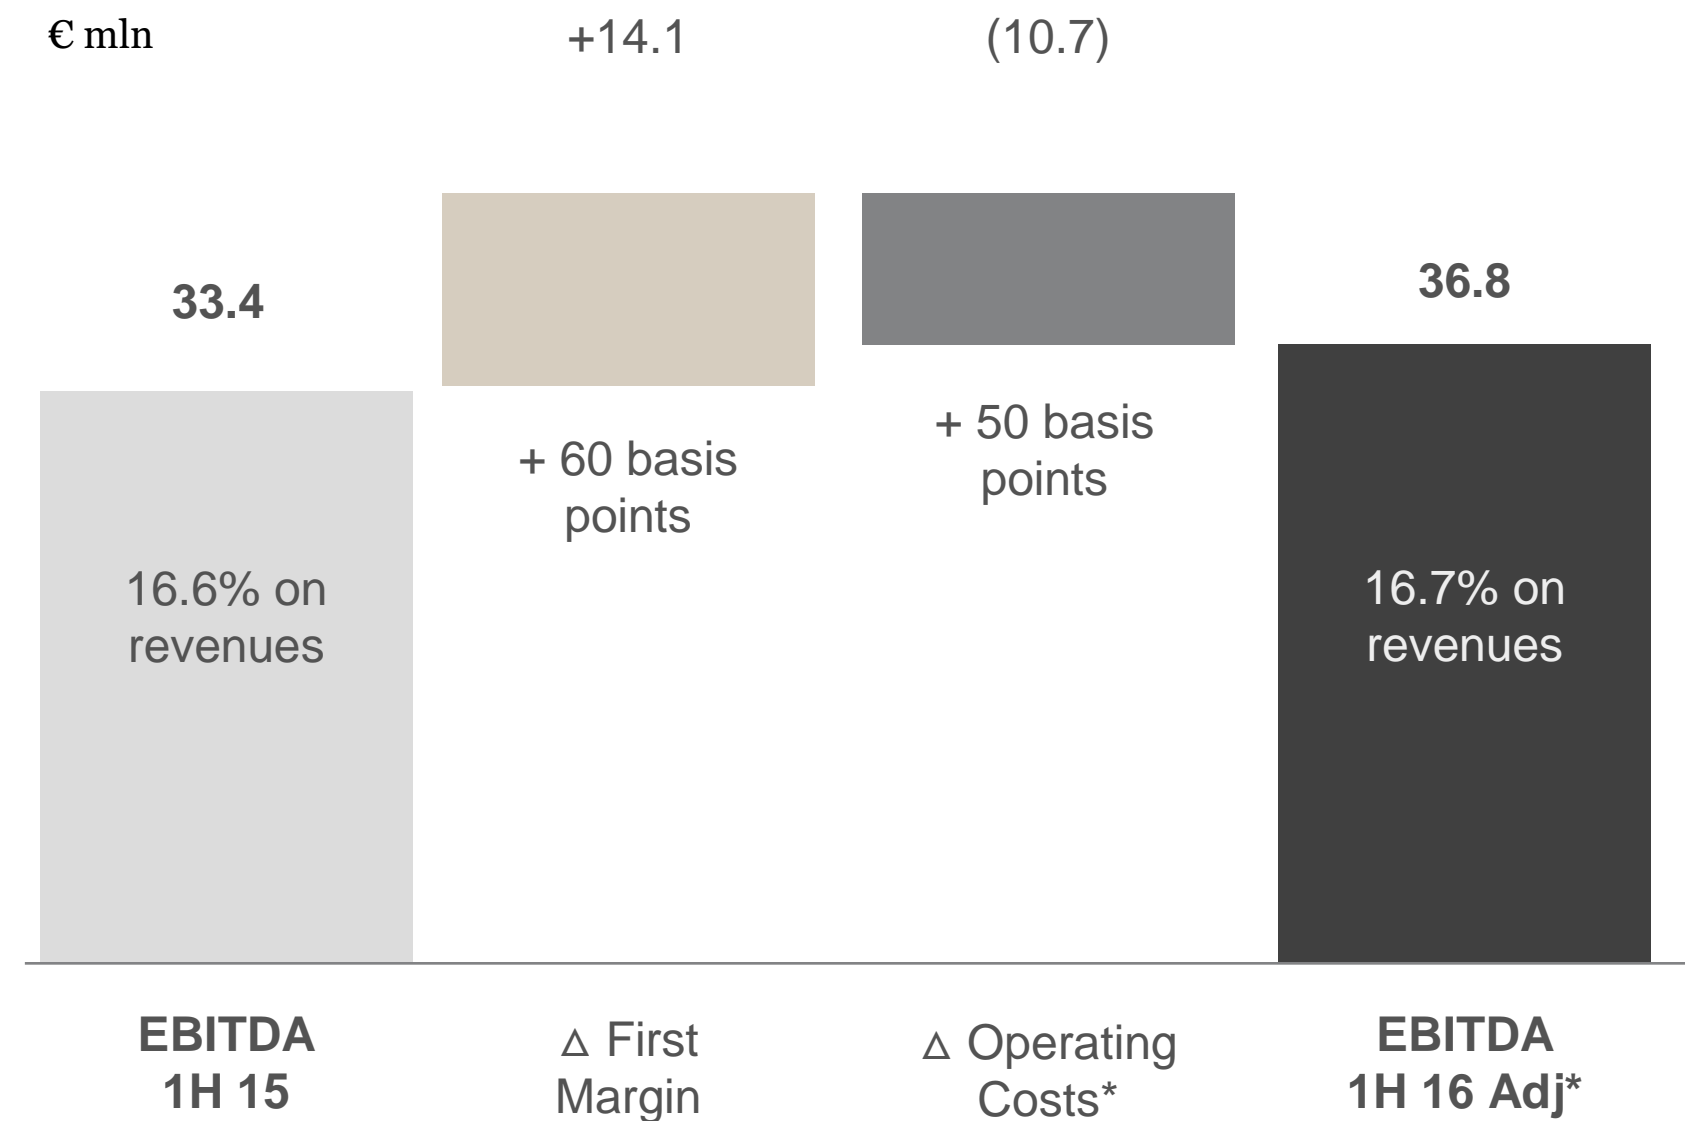 € mln
+14.1
(10.7)
33.4
36.8
+ 60 basis
points
+ 50 basis
points
16.6% on
revenues
16.7% on
revenues
EBITDA
1H 15
Δ First
Margin
Δ Operating
Costs*
EBITDA
1H 16 Adj*